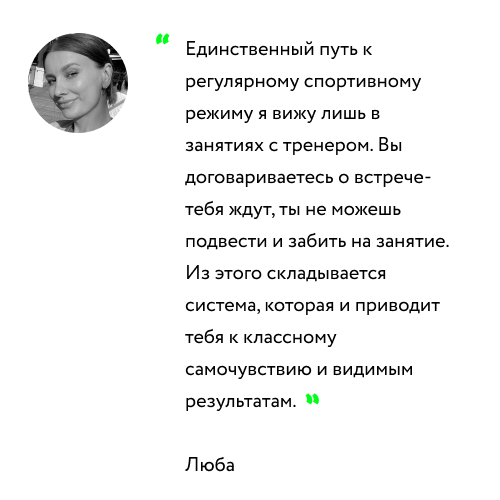 “ Единственный путь к
регулярному спортивному
режиму я вижу лишь в
занятиях с тренером. Вы
договариваетесь о встрече-
тебя ждут, ты не можешь
подвести и забить на занятие.
Из этого складывается
система, которая и приводит
тебя к классному
самочувствию и видимым
результатам. ”
Люба